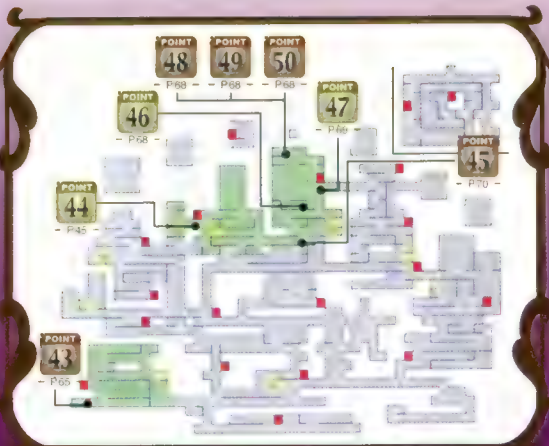 POINT
48
- P68 -
POINT
49
- P68 -
POINT
50
- P68 -
POINT
46
- P68 -
POINT
47
POINT
45
- P70 -
POINT
44
POINT
43
- P65 -